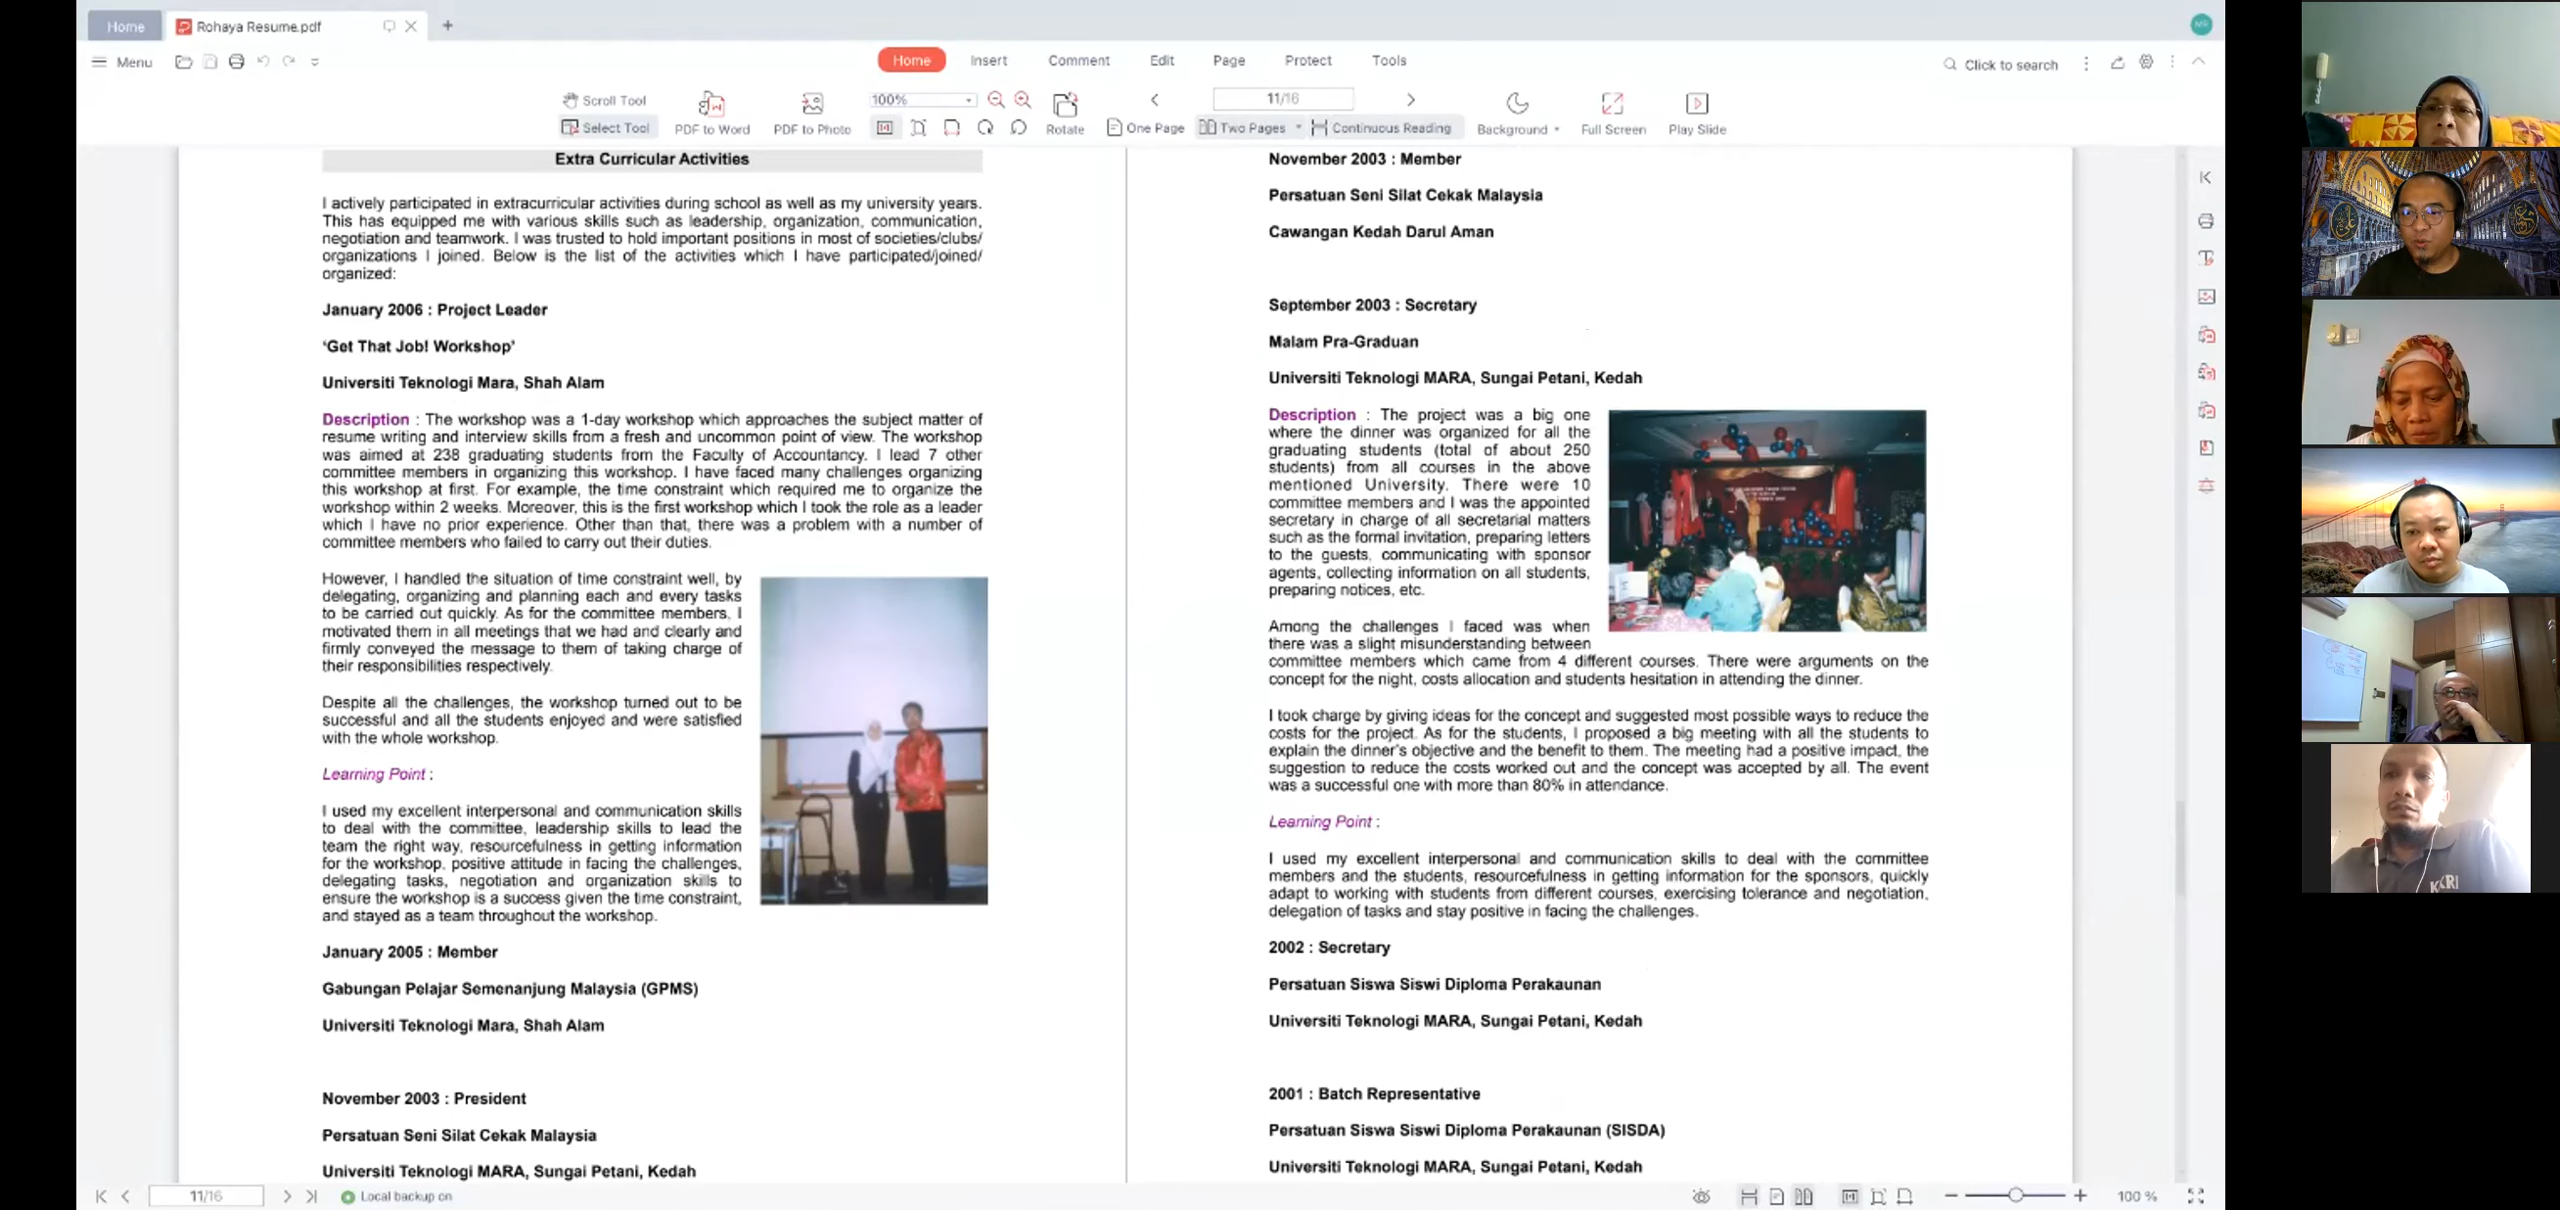 Home
Rohaya Resume.pdf
Menu
Home
Insert
Comment
Edit
Page
Protect
Tools
Click to search
Scroll Tool
Select Tool
PDF to Word
PDF to Photo
100%
Rotate
11/16
One Page
Two Pages
Continuous Reading
Background
Full Screen
Play Slide
Extra Curricular Activities
I actively participated in extracurricular activities during school as well as my university years.
This has equipped me with various skills such as leadership, organization, communication,
negotiation and teamwork. I was trusted to hold important positions in most of societies/clubs/
organizations I joined. Below is the list of the activities which I have participated/joined/
organized:
January 2006 : Project Leader
'Get That Job! Workshop'
Universiti Teknologi Mara, Shah Alam
Description : The workshop was a 1-day workshop which approaches the subject matter of
resume writing and interview skills from a fresh and uncommon point of view. The workshop
was aimed at 238 graduating students from the Faculty of Accountancy. I lead 7 other
committee members in organizing this workshop. I have faced many challenges organizing
this workshop at first. For example, the time constraint which required me to organize the
workshop within 2 weeks. Moreover, this is the first workshop which I took the role as a leader
which I have no prior experience. Other than that, there was a problem with a number of
committee members who failed to carry out their duties.
However, I handled the situation of time constraint well, by
delegating, organizing and planning each and every tasks
to be carried out quickly. As for the committee members, I
motivated them in all meetings that we had and clearly and
firmly conveyed the message to them of taking charge of
their responsibilities respectively.
Despite all the challenges, the workshop turned out to be
successful and all the students enjoyed and were satisfied
with the whole workshop.
Learning Point :
I used my excellent interpersonal and communication skills
to deal with the committee, leadership skills to lead the
team the right way, resourcefulness in getting information
for the workshop, positive attitude in facing the challenges,
delegating tasks, negotiation and organization skills to
ensure the workshop is a success given the time constraint,
and stayed as a team throughout the workshop.
January 2005 : Member
Gabungan Pelajar Semenanjung Malaysia (GPMS)
Universiti Teknologi Mara, Shah Alam
November 2003 : President
Persatuan Seni Silat Cekak Malaysia
Universiti Teknologi MARA, Sungai Petani, Kedah
November 2003 : Member
Persatuan Seni Silat Cekak Malaysia
Cawangan Kedah Darul Aman
September 2003 : Secretary
Malam Pra-Graduan
Universiti Teknologi MARA, Sungai Petani, Kedah
Description : The project was a big one
where the dinner was organized for all the
graduating students (total of about 250
students) from all courses in the above
mentioned University. There were 10
committee members and I was the appointed
secretary in charge of all secretarial matters
such as the formal invitation, preparing letters
to the guests, communicating with sponsor
agents, collecting information on all students,
preparing notices, etc.
Among the challenges I faced was when
there was a slight misunderstanding between
committee members which came from 4 different courses. There were arguments on the
concept for the night, costs allocation and students hesitation in attending the dinner.
I took charge by giving ideas for the concept and suggested most possible ways to reduce the
costs for the project. As for the students, I proposed a big meeting with all the students to
explain the dinner's objective and the benefit to them. The meeting had a positive impact, the
suggestion to reduce the costs worked out and the concept was accepted by all. The event
was a successful one with more than 80% in attendance.
Learning Point :
I used my excellent interpersonal and communication skills to deal with the committee
members and the students, resourcefulness in getting information for the sponsors, quickly
adapt to working with students from different courses, exercising tolerance and negotiation,
delegation of tasks and stay positive in facing the challenges.
2002 : Secretary
Persatuan Siswa Siswi Diploma Perakaunan
Universiti Teknologi MARA, Sungai Petani, Kedah
2001 : Batch Representative
Persatuan Siswa Siswi Diploma Perakaunan (SISDA)
Universiti Teknologi MARA, Sungai Petani, Kedah
11/16
Local backup on
100 %